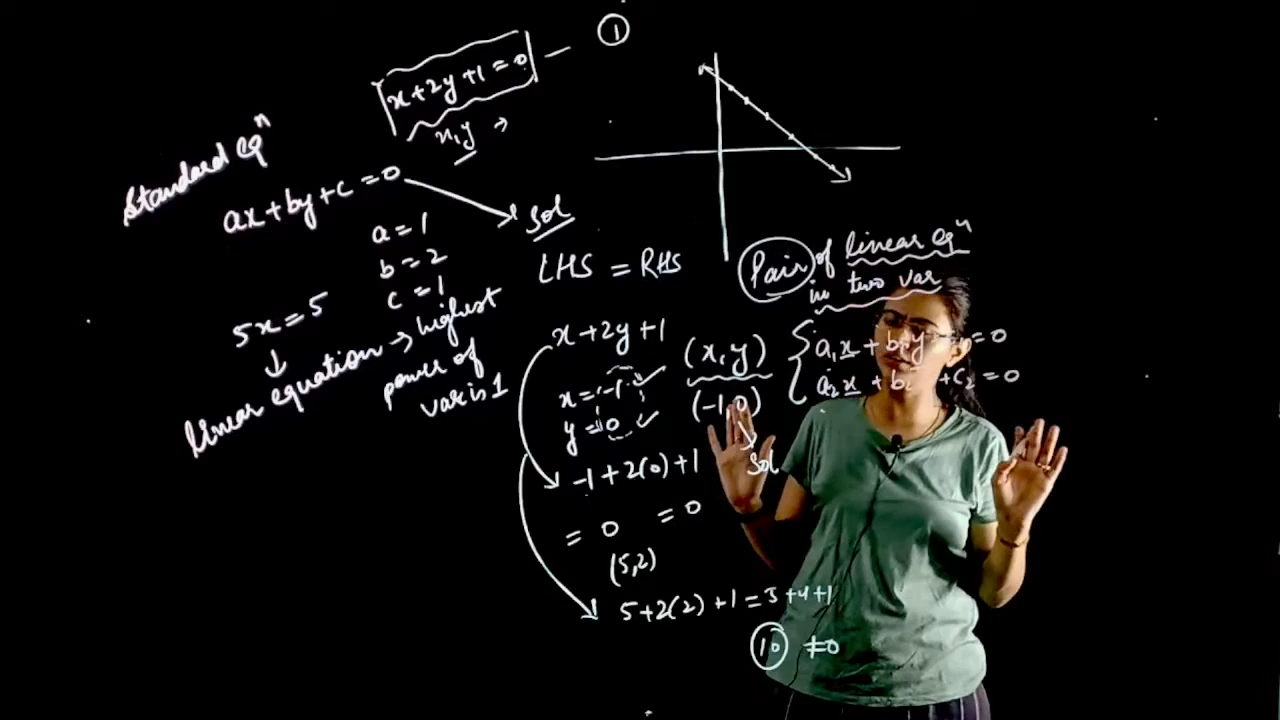 ①
x+2y+1=0 —
x,y →
Standard eqⁿ
ax+by+c=0
a=1
b=2
c=1
5x=5
↓
linear equation → highest
power of
var is 1
Sol
LHS = RHS
x+2y+1
x=-1 ✓
y=0 ✓
(x,y)
(-1,0)
Sol
-1+2(0)+1
= 0 = 0
(5,2)
5+2(2)+1=5+4+1
10 ≠0
Pair of linear eqⁿ
in two var
a₁x + b₁y = 0
a₂x + b₂ +c₂=0